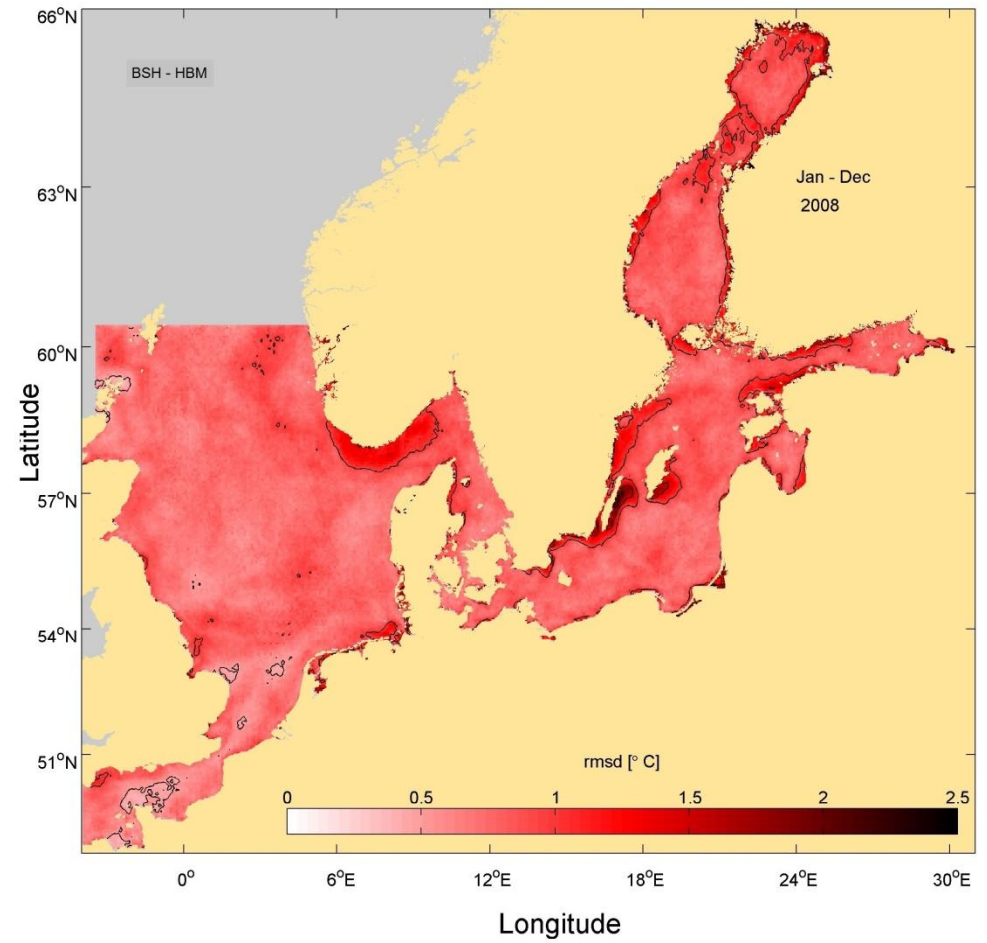 66°N
BSH - HBM
Jan - Dec
2008
63°N
60°N
Latitude
57°N
54°N
51°N
rmsd [° C]
0 0.5 1 1.5 2 2.5
0° 6°E 12°E 18°E 24°E 30°E
Longitude